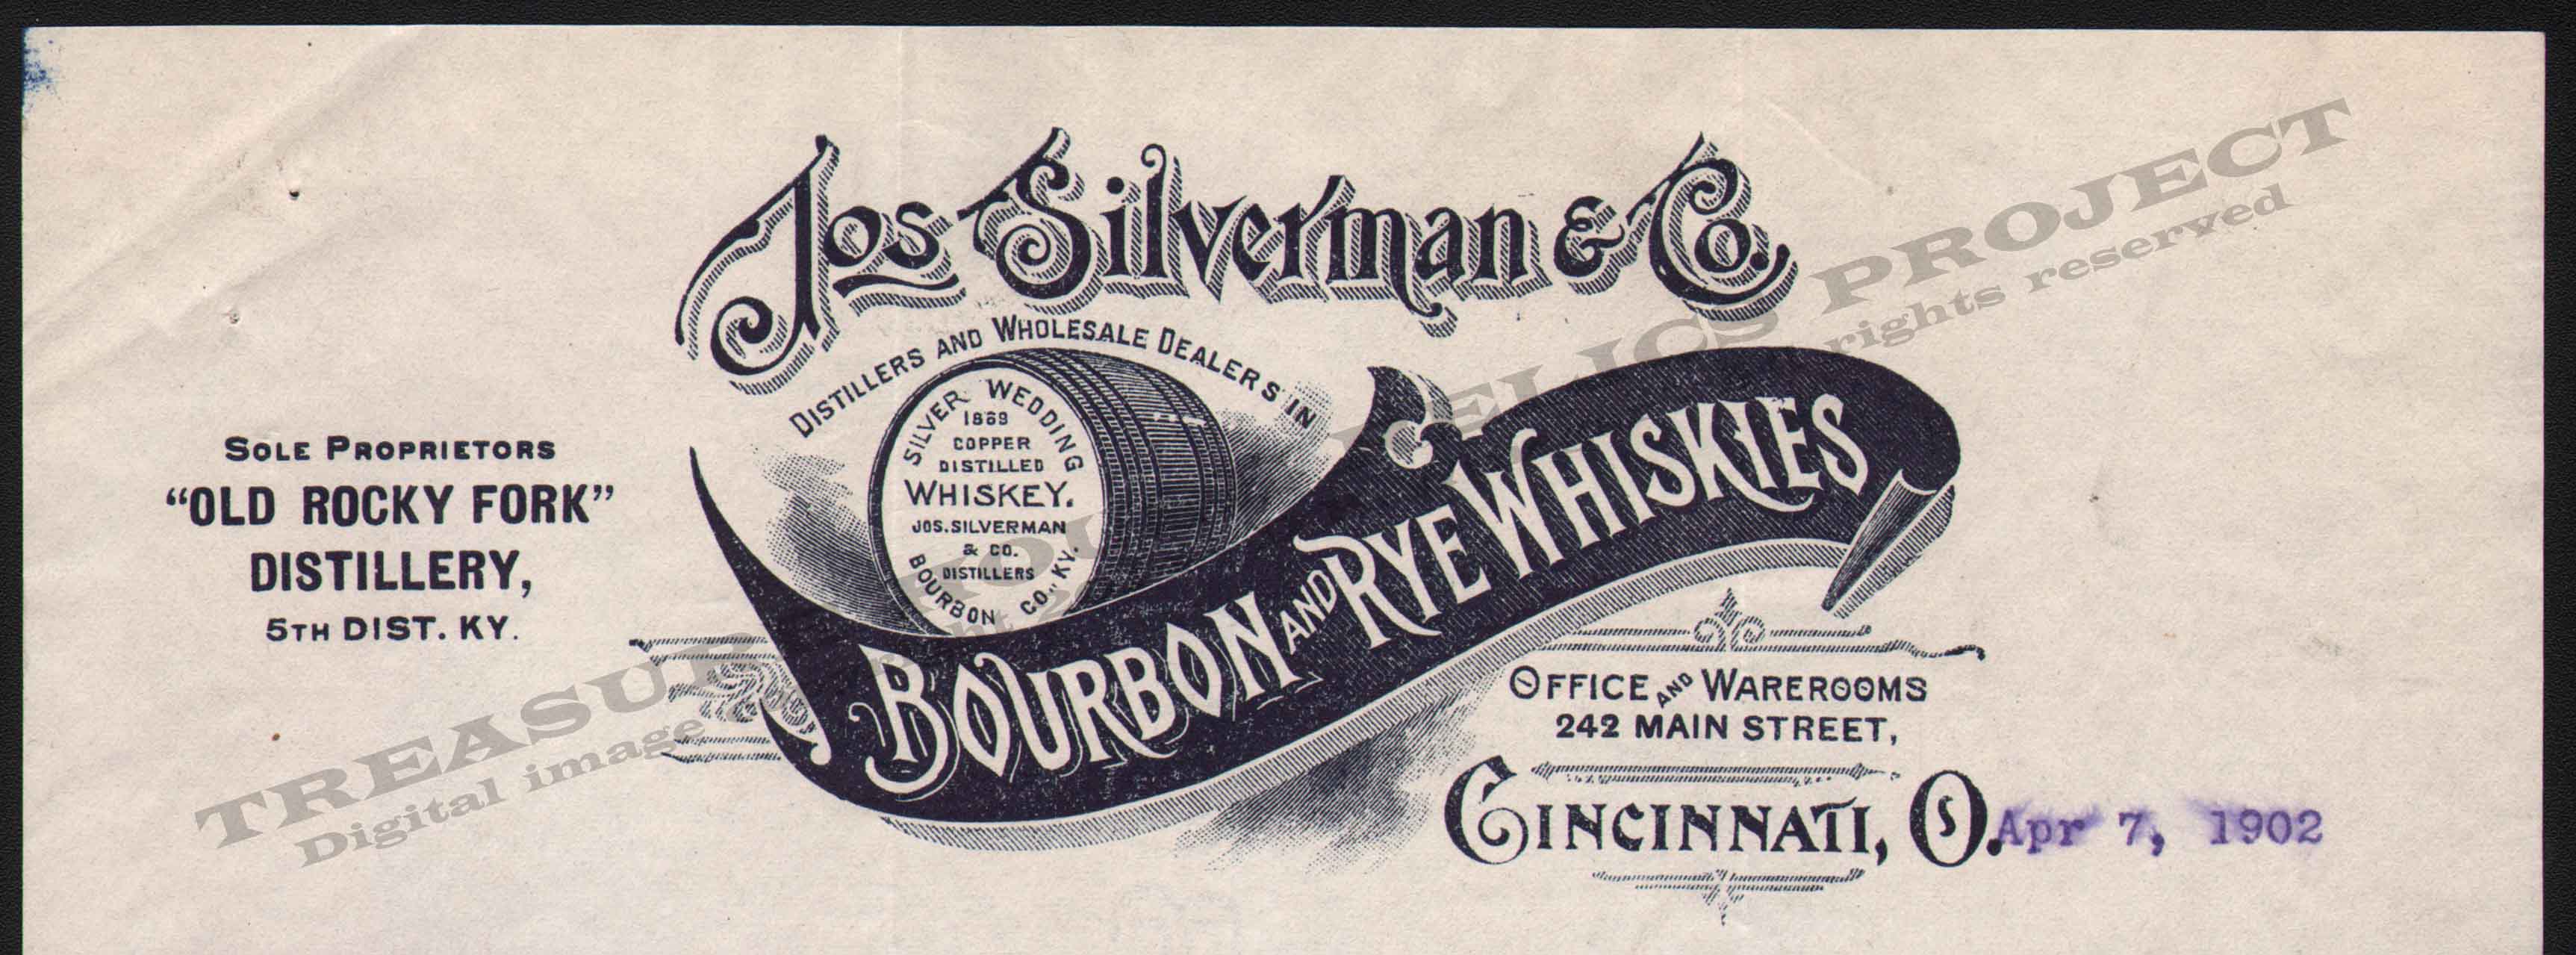 Jos Silverman & Co.
DISTILLERS AND WHOLESALE DEALERS IN
SILVER WEDDING
1869
COPPER
DISTILLED
WHISKEY.
JOS. SILVERMAN
& CO.
DISTILLERS
BOURBON CO., KY.
BOURBON AND RYE WHISKIES
SOLE PROPRIETORS
"OLD ROCKY FORK"
DISTILLERY,
5TH DIST. KY.
OFFICE AND WAREROOMS
242 MAIN STREET,
CINCINNATI, O.
Apr 7, 1902
TREASU ELICS PROJECT
Digital image rights reserved